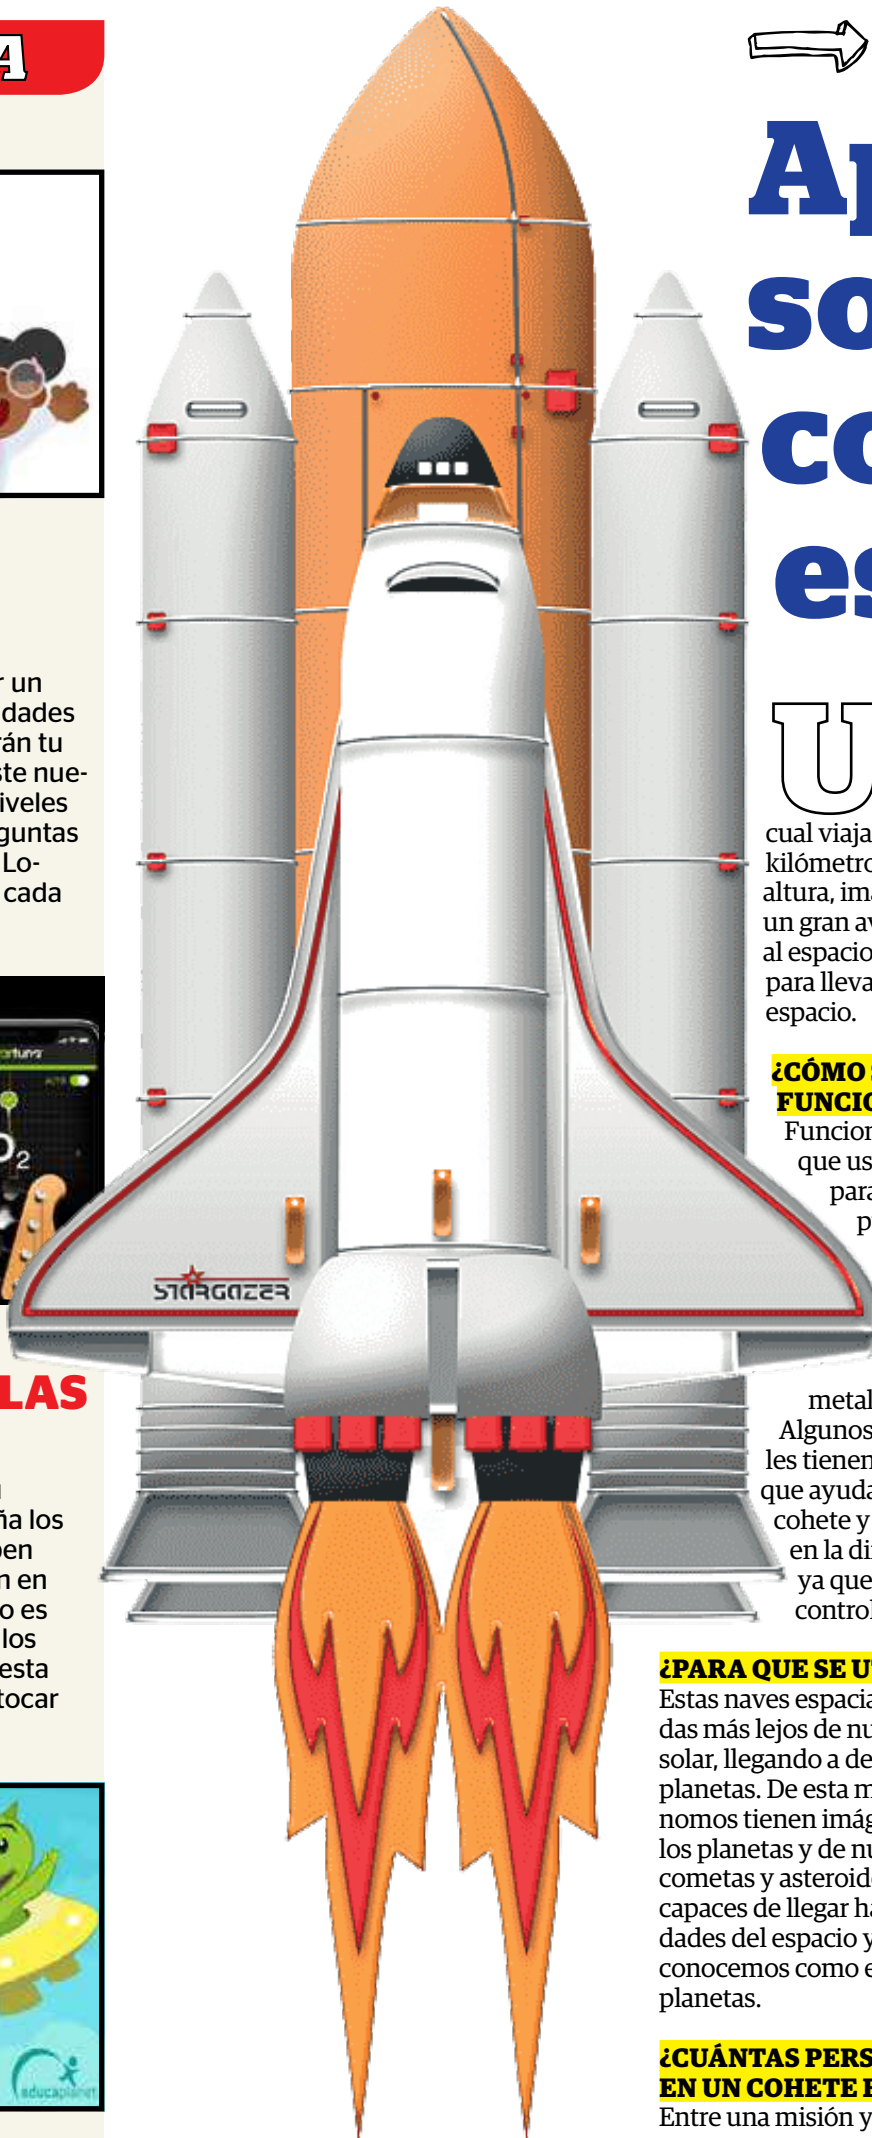 A
r un
dades
rán tu
ste nue-
iveles
guntas
Lo-
cada
LAS
ña los
en
n en
o es
los
esta
tocar
educaplanet
STARGAZER
Ap
so
co
es
U
cual viaja
kilómetro
altura, ima
un gran av
al espacio
para lleva
espacio.
¿CÓMO S
FUNCIO
Funcion
que us
para
p
metal
Algunos
les tienen
que ayuda
cohete y
en la di
ya que
control
¿PARA QUE SE U
Estas naves espacia
das más lejos de nu
solar, llegando a de
planetas. De esta m
nomos tienen imág
los planetas y de nu
cometas y asteroide
capaces de llegar ha
dades del espacio y
conocemos como e
planetas.
¿CUÁNTAS PERS
EN UN COHETE E
Entre una misión y